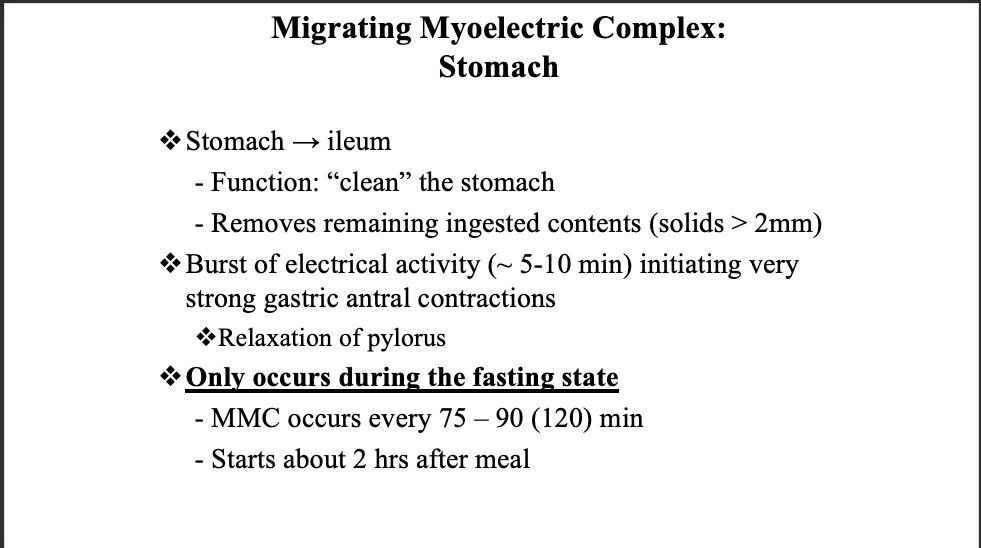 Migrating Myoelectric Complex:
Stomach
❖ Stomach → ileum
- Function: “clean” the stomach
- Removes remaining ingested contents (solids > 2mm)
❖ Burst of electrical activity (~ 5-10 min) initiating very
strong gastric antral contractions
❖ Relaxation of pylorus
❖ Only occurs during the fasting state
- MMC occurs every 75 – 90 (120) min
- Starts about 2 hrs after meal